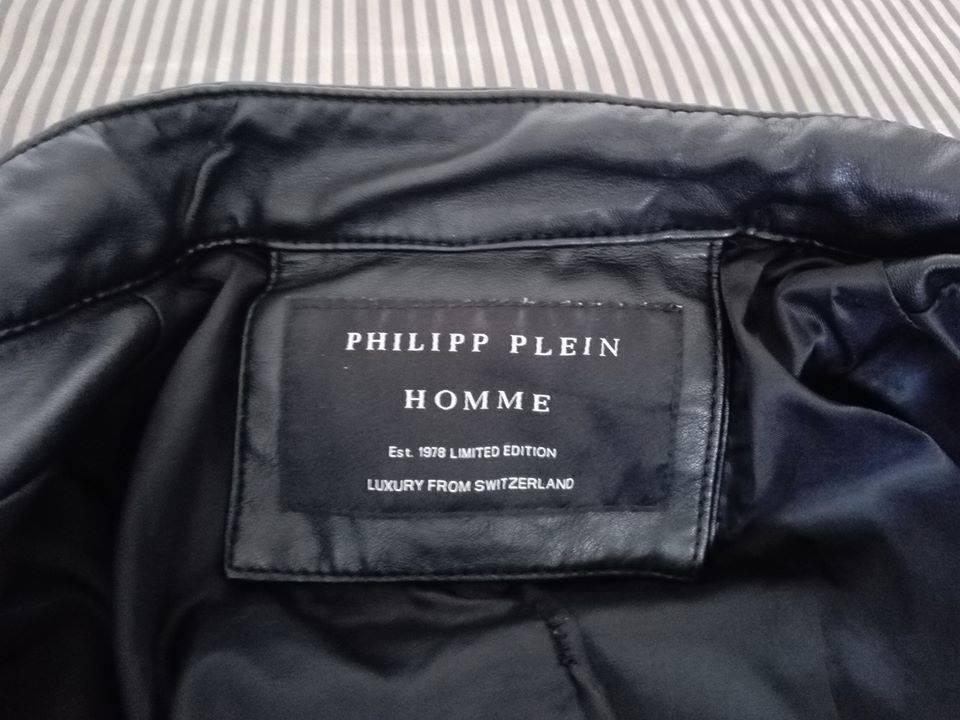 PHILIPP PLEIN
HOMME
Est. 1978 LIMITED EDITION
LUXURY FROM SWITZERLAND